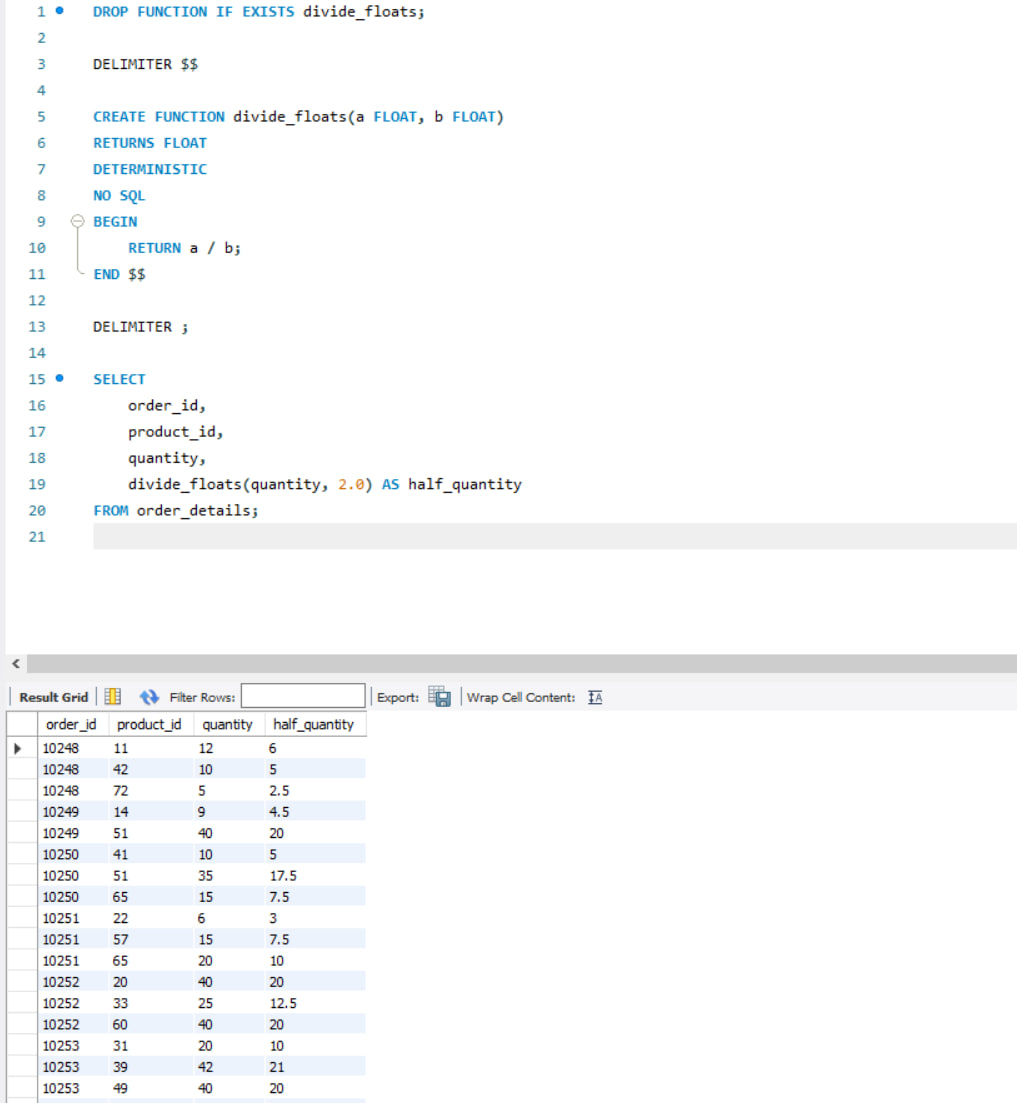 1 DROP FUNCTION IF EXISTS divide_floats;
2
3 DELIMITER $$
4
5 CREATE FUNCTION divide_floats(a FLOAT, b FLOAT)
6 RETURNS FLOAT
7 DETERMINISTIC
8 NO SQL
9 BEGIN
10 RETURN a / b;
11 END $$
12
13 DELIMITER ;
14
15 SELECT
16 order_id,
17 product_id,
18 quantity,
19 divide_floats(quantity, 2.0) AS half_quantity
20 FROM order_details;
21
Result Grid Filter Rows: Export: Wrap Cell Content:
order_id product_id quantity half_quantity
10248 11 12 6
10248 42 10 5
10248 72 5 2.5
10249 14 9 4.5
10249 51 40 20
10250 41 10 5
10250 51 35 17.5
10250 65 15 7.5
10251 22 6 3
10251 57 15 7.5
10251 65 20 10
10252 20 40 20
10252 33 25 12.5
10252 60 40 20
10253 31 20 10
10253 39 42 21
10253 49 40 20